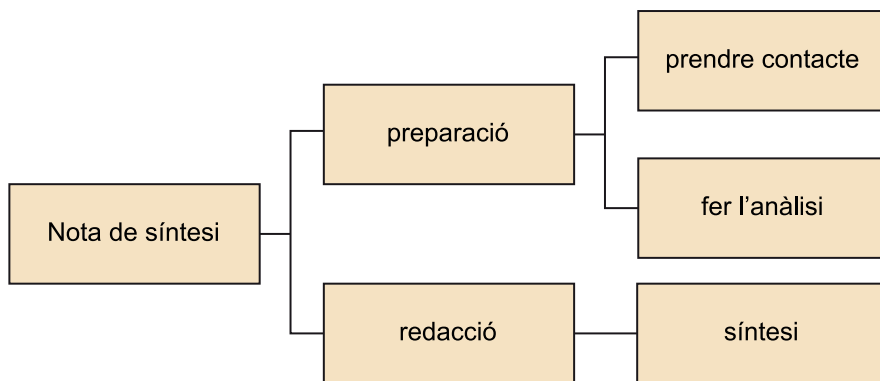 Nota de síntesi
preparació
prendre contacte
fer l’anàlisi
redacció
síntesi